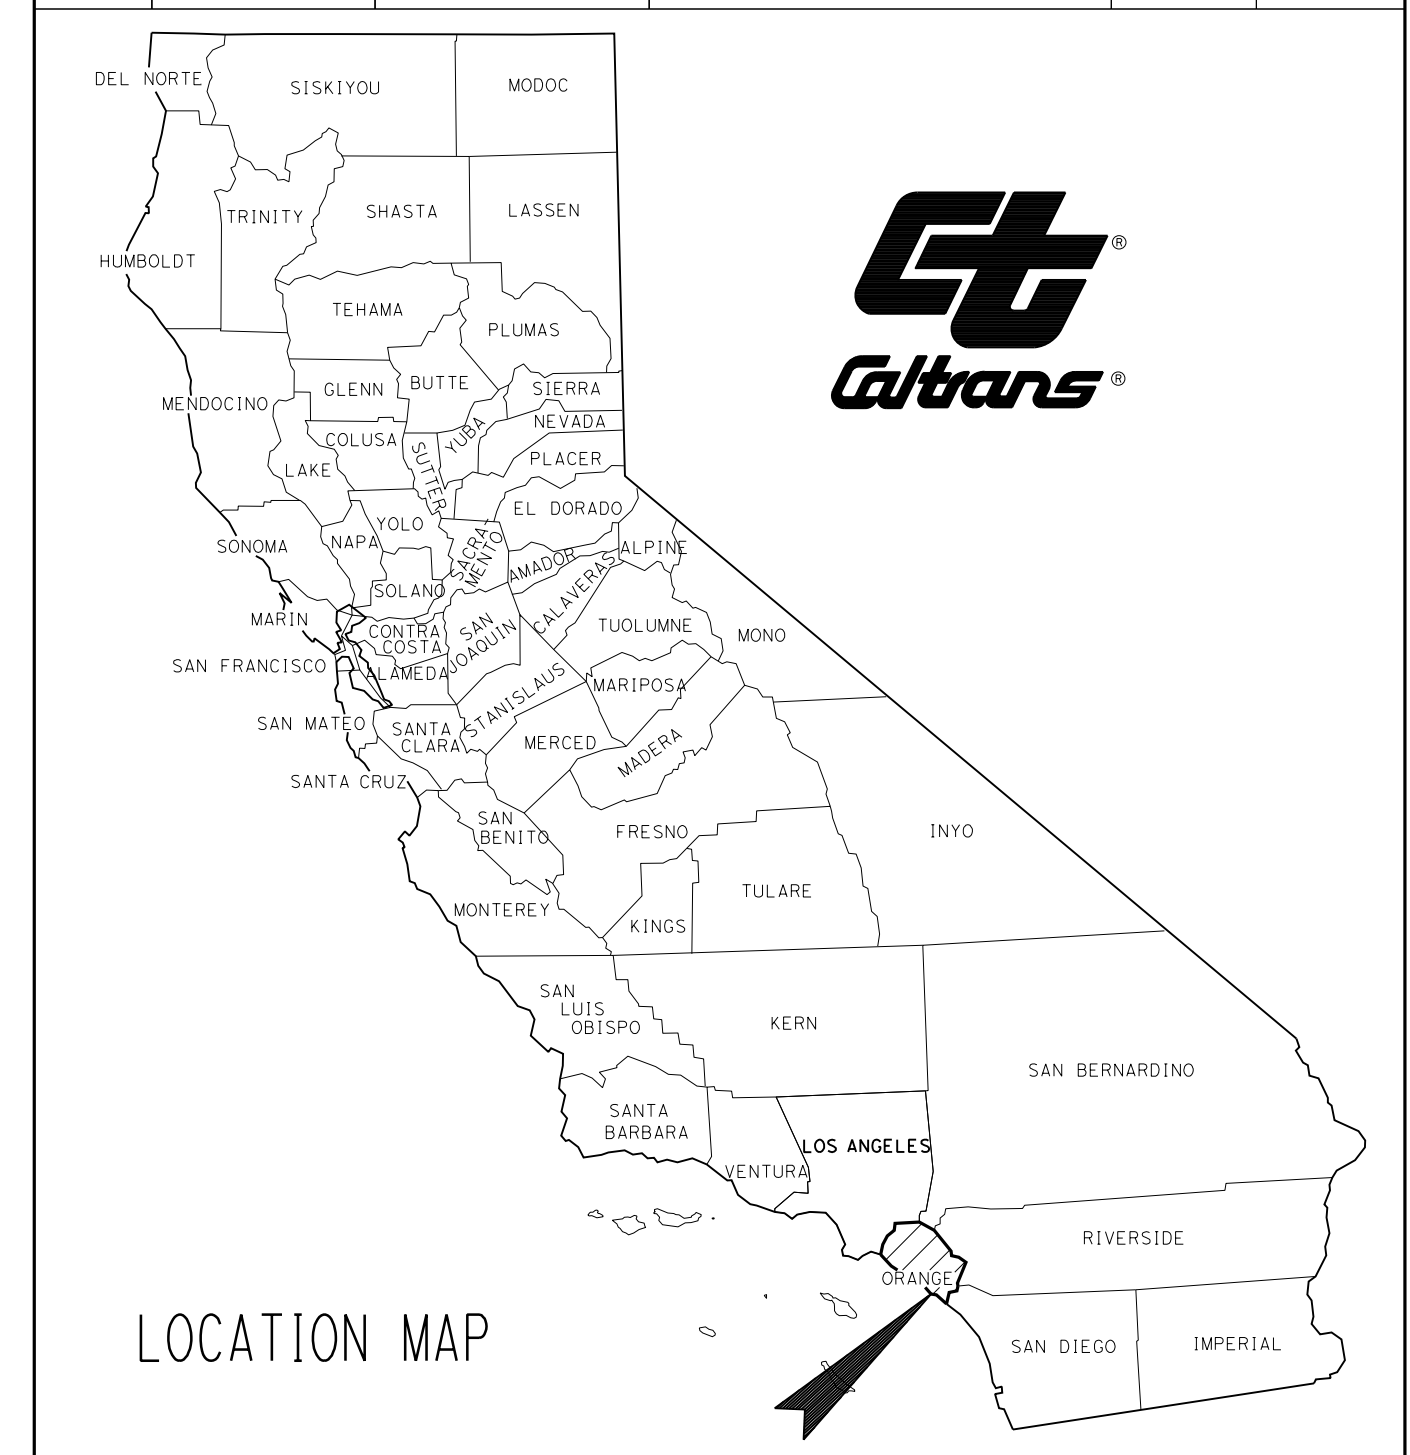 DEL NORTE
SISKIYOU
MODOC
TRINITY
SHASTA
LASSEN
HUMBOLDT
®
TEHAMA
PLUMAS
Caltrans ®
GLENN
BUTTE
SIERRA
MENDOCINO
NEVADA
COLUSA
YUBA
SUTTER
PLACER
LAKE
EL DORADO
YOLO
SONOMA
NAPA
SACRA-
MENTO
ALPINE
AMADOR
SOLANO
CALAVERAS
MARIN
CONTRA
COSTA
SAN
JOAQUIN
TUOLUMNE
MONO
SAN FRANCISCO
ALAMEDA
STANISLAUS
MARIPOSA
SAN MATEO
SANTA
CLARA
MERCED
MADERA
SANTA CRUZ
SAN
BENITO
FRESNO
INYO
TULARE
MONTEREY
KINGS
SAN
LUIS
OBISPO
KERN
SAN BERNARDINO
SANTA
BARBARA
LOS ANGELES
VENTURA
RIVERSIDE
ORANGE
LOCATION MAP
SAN DIEGO
IMPERIAL